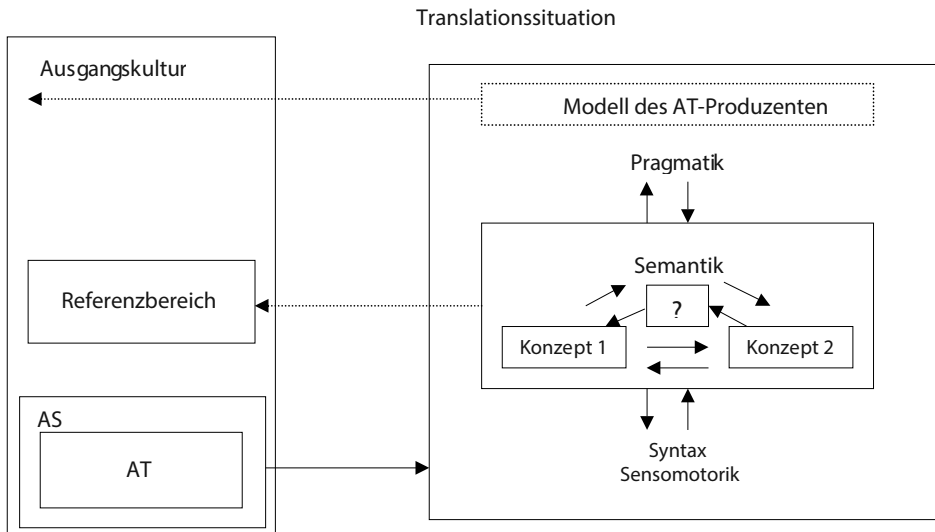 Translationssituation
Ausgangskultur
Modell des AT-Produzenten
Pragmatik
Semantik
Referenzbereich
?
Konzept 1
Konzept 2
AS
AT
Syntax
Sensomotorik